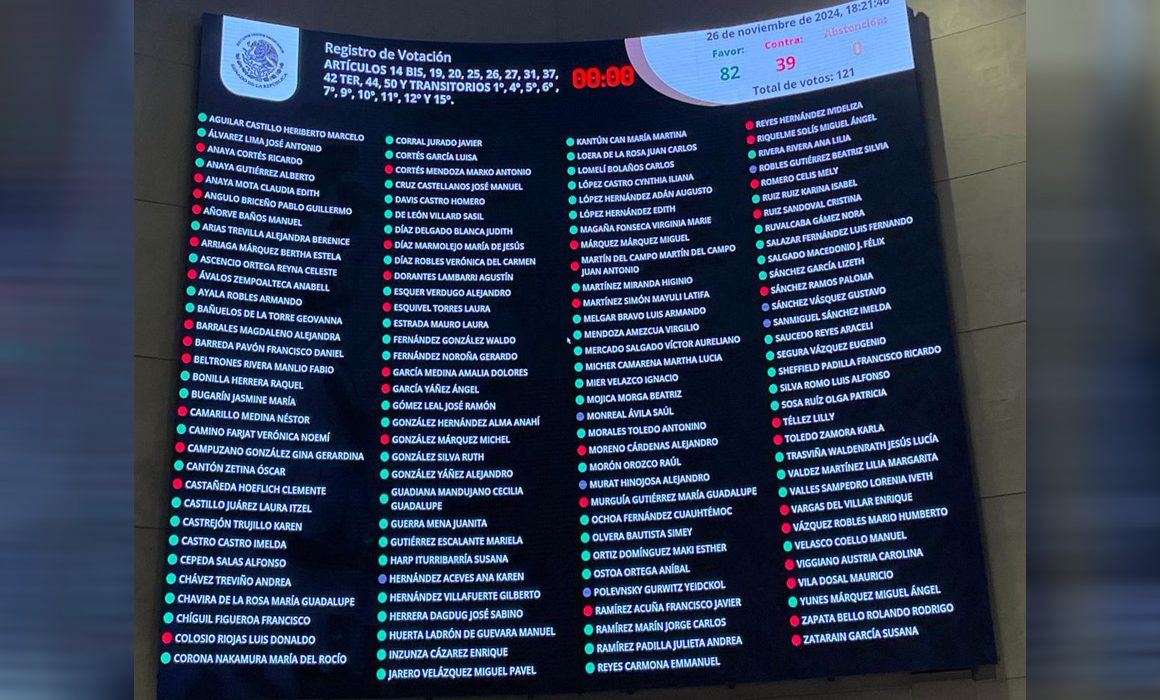 Registro de Votación
ARTÍCULOS 14 BIS, 19, 20, 25, 26, 27, 31, 37,
42 TER, 44, 50 Y TRANSITORIOS 1°, 4°, 5°, 6°,
7°, 9°, 10°, 11°, 12° Y 15°.
00:00
26 de noviembre de 2024, 18:21:46
Favor: Contra: Abstención:
82 39 0
Total de votos: 121
AGUILAR CASTILLO HERIBERTO MARCELO
ÁLVAREZ LIMA JOSÉ ANTONIO
ANAYA CORTÉS RICARDO
ANAYA GUTIÉRREZ ALBERTO
ANAYA MOTA CLAUDIA EDITH
ANGULO BRICEÑO PABLO GUILLERMO
AÑORVE BAÑOS MANUEL
ARIAS TREVILLA ALEJANDRA BERENICE
ARRIAGA MÁRQUEZ BERTHA ESTELA
ASCENCIO ORTEGA REYNA CELESTE
ÁVALOS ZEMPOALTECA ANABELL
AYALA ROBLES ARMANDO
BAÑUELOS DE LA TORRE GEOVANNA
BARRALES MAGDALENO ALEJANDRA
BARREDA PAVÓN FRANCISCO DANIEL
BELTRONES RIVERA MANLIO FABIO
BONILLA HERRERA RAQUEL
BUGARÍN JASMINE MARÍA
CAMARILLO MEDINA NÉSTOR
CAMINO FARJAT VERÓNICA NOEMÍ
CAMPUZANO GONZÁLEZ GINA GERARDINA
CANTÓN ZETINA ÓSCAR
CASTAÑEDA HOEFLICH CLEMENTE
CASTILLO JUÁREZ LAURA ITZEL
CASTREJÓN TRUJILLO KAREN
CASTRO CASTRO IMELDA
CEPEDA SALAS ALFONSO
CHÁVEZ TREVIÑO ANDREA
CHAVIRA DE LA ROSA MARÍA GUADALUPE
CHÍGUIL FIGUEROA FRANCISCO
COLOSIO RIOJAS LUIS DONALDO
CORONA NAKAMURA MARÍA DEL ROCÍO
CORRAL JURADO JAVIER
CORTÉS GARCÍA LUISA
CORTÉS MENDOZA MARKO ANTONIO
CRUZ CASTELLANOS JOSÉ MANUEL
DAVIS CASTRO HOMERO
DE LEÓN VILLARD SASIL
DÍAZ DELGADO BLANCA JUDITH
DÍAZ MARMOLEJO MARÍA DE JESÚS
DÍAZ ROBLES VERÓNICA DEL CARMEN
DORANTES LAMBARRI AGUSTÍN
ESQUER VERDUGO ALEJANDRO
ESQUIVEL TORRES LAURA
ESTRADA MAURO LAURA
FERNÁNDEZ GONZÁLEZ WALDO
FERNÁNDEZ NOROÑA GERARDO
GARCÍA MEDINA AMALIA DOLORES
GARCÍA YÁÑEZ ÁNGEL
GÓMEZ LEAL JOSÉ RAMÓN
GONZÁLEZ HERNÁNDEZ ALMA ANAHÍ
GONZÁLEZ MÁRQUEZ MICHEL
GONZÁLEZ SILVA RUTH
GONZÁLEZ YÁÑEZ ALEJANDRO
GUADIANA MANDUJANO CECILIA
GUADALUPE
GUERRA MENA JUANITA
GUTIÉRREZ ESCALANTE MARIELA
HARP ITURRIBARRÍA SUSANA
HERNÁNDEZ ACEVES ANA KAREN
HERNÁNDEZ VILLAFUERTE GILBERTO
HERRERA DAGDUG JOSÉ SABINO
HUERTA LADRÓN DE GUEVARA MANUEL
INZUNZA CÁZAREZ ENRIQUE
JARERO VELÁZQUEZ MIGUEL PAVEL
KANTÚN CAN MARÍA MARTINA
LOERA DE LA ROSA JUAN CARLOS
LOMELÍ BOLAÑOS CARLOS
LÓPEZ CASTRO CYNTHIA ILIANA
LÓPEZ HERNÁNDEZ ADÁN AUGUSTO
LÓPEZ HERNÁNDEZ EDITH
MAGAÑA FONSECA VIRGINIA MARIE
MÁRQUEZ MÁRQUEZ MIGUEL
MARTÍN DEL CAMPO MARTÍN DEL CAMPO
JUAN ANTONIO
MARTÍNEZ MIRANDA HIGINIO
MARTÍNEZ SIMÓN MAYULI LATIFA
MELGAR BRAVO LUIS ARMANDO
MENDOZA AMEZCUA VIRGILIO
MERCADO SALGADO VÍCTOR AURELIANO
MICHER CAMARENA MARTHA LUCIA
MIER VELAZCO IGNACIO
MOJICA MORGA BEATRIZ
MONREAL ÁVILA SAÚL
MORALES TOLEDO ANTONINO
MORENO CÁRDENAS ALEJANDRO
MORÓN OROZCO RAÚL
MURAT HINOJOSA ALEJANDRO
MURGUÍA GUTIÉRREZ MARÍA GUADALUPE
OCHOA FERNÁNDEZ CUAUHTÉMOC
OLVERA BAUTISTA SIMEY
ORTIZ DOMÍNGUEZ MAKI ESTHER
OSTOA ORTEGA ANÍBAL
POLEVNSKY GURWITZ YEIDCKOL
RAMÍREZ ACUÑA FRANCISCO JAVIER
RAMÍREZ MARÍN JORGE CARLOS
RAMÍREZ PADILLA JULIETA ANDREA
REYES CARMONA EMMANUEL
REYES HERNÁNDEZ IVIDELIZA
RIQUELME SOLÍS MIGUEL ÁNGEL
RIVERA RIVERA ANA LILIA
ROBLES GUTIÉRREZ BEATRIZ SILVIA
ROMERO CELIS MELY
RUIZ RUIZ KARINA ISABEL
RUIZ SANDOVAL CRISTINA
RUVALCABA GÁMEZ NORA
SALAZAR FERNÁNDEZ LUIS FERNANDO
SALGADO MACEDONIO J. FÉLIX
SÁNCHEZ GARCÍA LIZETH
SÁNCHEZ RAMOS PALOMA
SÁNCHEZ VÁSQUEZ GUSTAVO
SANMIGUEL SÁNCHEZ IMELDA
SAUCEDO REYES ARACELI
SEGURA VÁZQUEZ EUGENIO
SHEFFIELD PADILLA FRANCISCO RICARDO
SILVA ROMO LUIS ALFONSO
SOSA RUÍZ OLGA PATRICIA
TÉLLEZ LILLY
TOLEDO ZAMORA KARLA
TRASVIÑA WALDENRATH JESÚS LUCÍA
VALDEZ MARTÍNEZ LILIA MARGARITA
VALLES SAMPEDRO LORENIA IVETH
VARGAS DEL VILLAR ENRIQUE
VÁZQUEZ ROBLES MARIO HUMBERTO
VELASCO COELLO MANUEL
VIGGIANO AUSTRIA CAROLINA
VILA DOSAL MAURICIO
YUNES MÁRQUEZ MIGUEL ÁNGEL
ZAPATA BELLO ROLANDO RODRIGO
ZATARAIN GARCÍA SUSANA